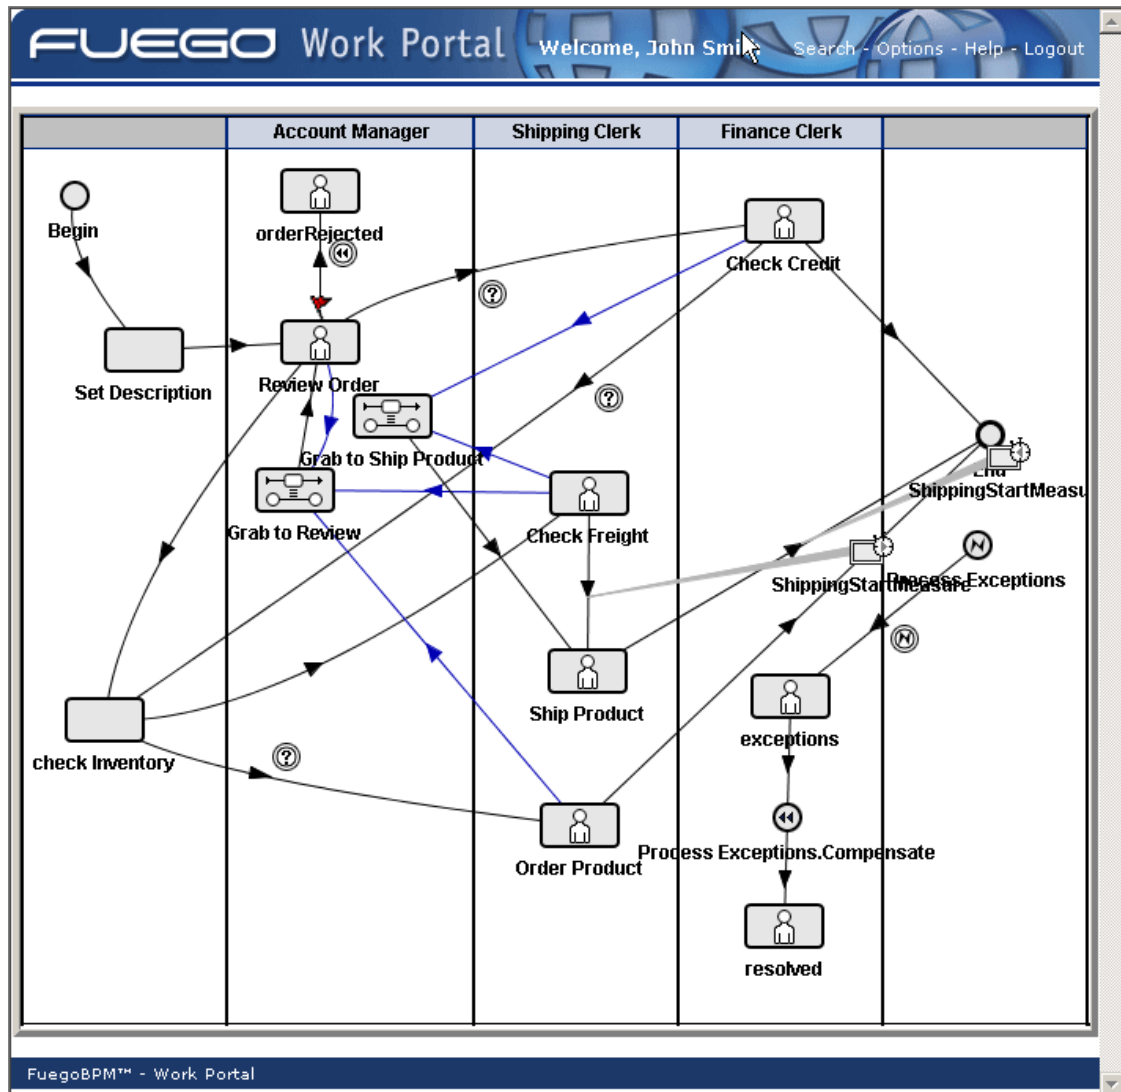 FUEGO Work Portal
Welcome, John Smi
Search - Options - Help - Logout
Account Manager
Shipping Clerk
Finance Clerk
Begin
orderRejected
Check Credit
?
Set Description
Review Order
?
Grab to Ship Product
End
ShippingStartMeasu
Grab to Review
Check Freight
ShippingStartMeasure
Process Exceptions
Ship Product
exceptions
check Inventory
?
Order Product
Process Exceptions.Compensate
resolved
FuegoBPM™ - Work Portal